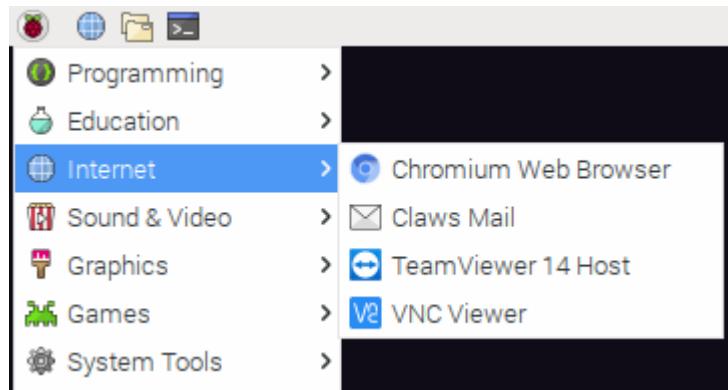 Programming
Education
Internet
Sound & Video
Graphics
Games
System Tools
Chromium Web Browser
Claws Mail
TeamViewer 14 Host
VNC Viewer